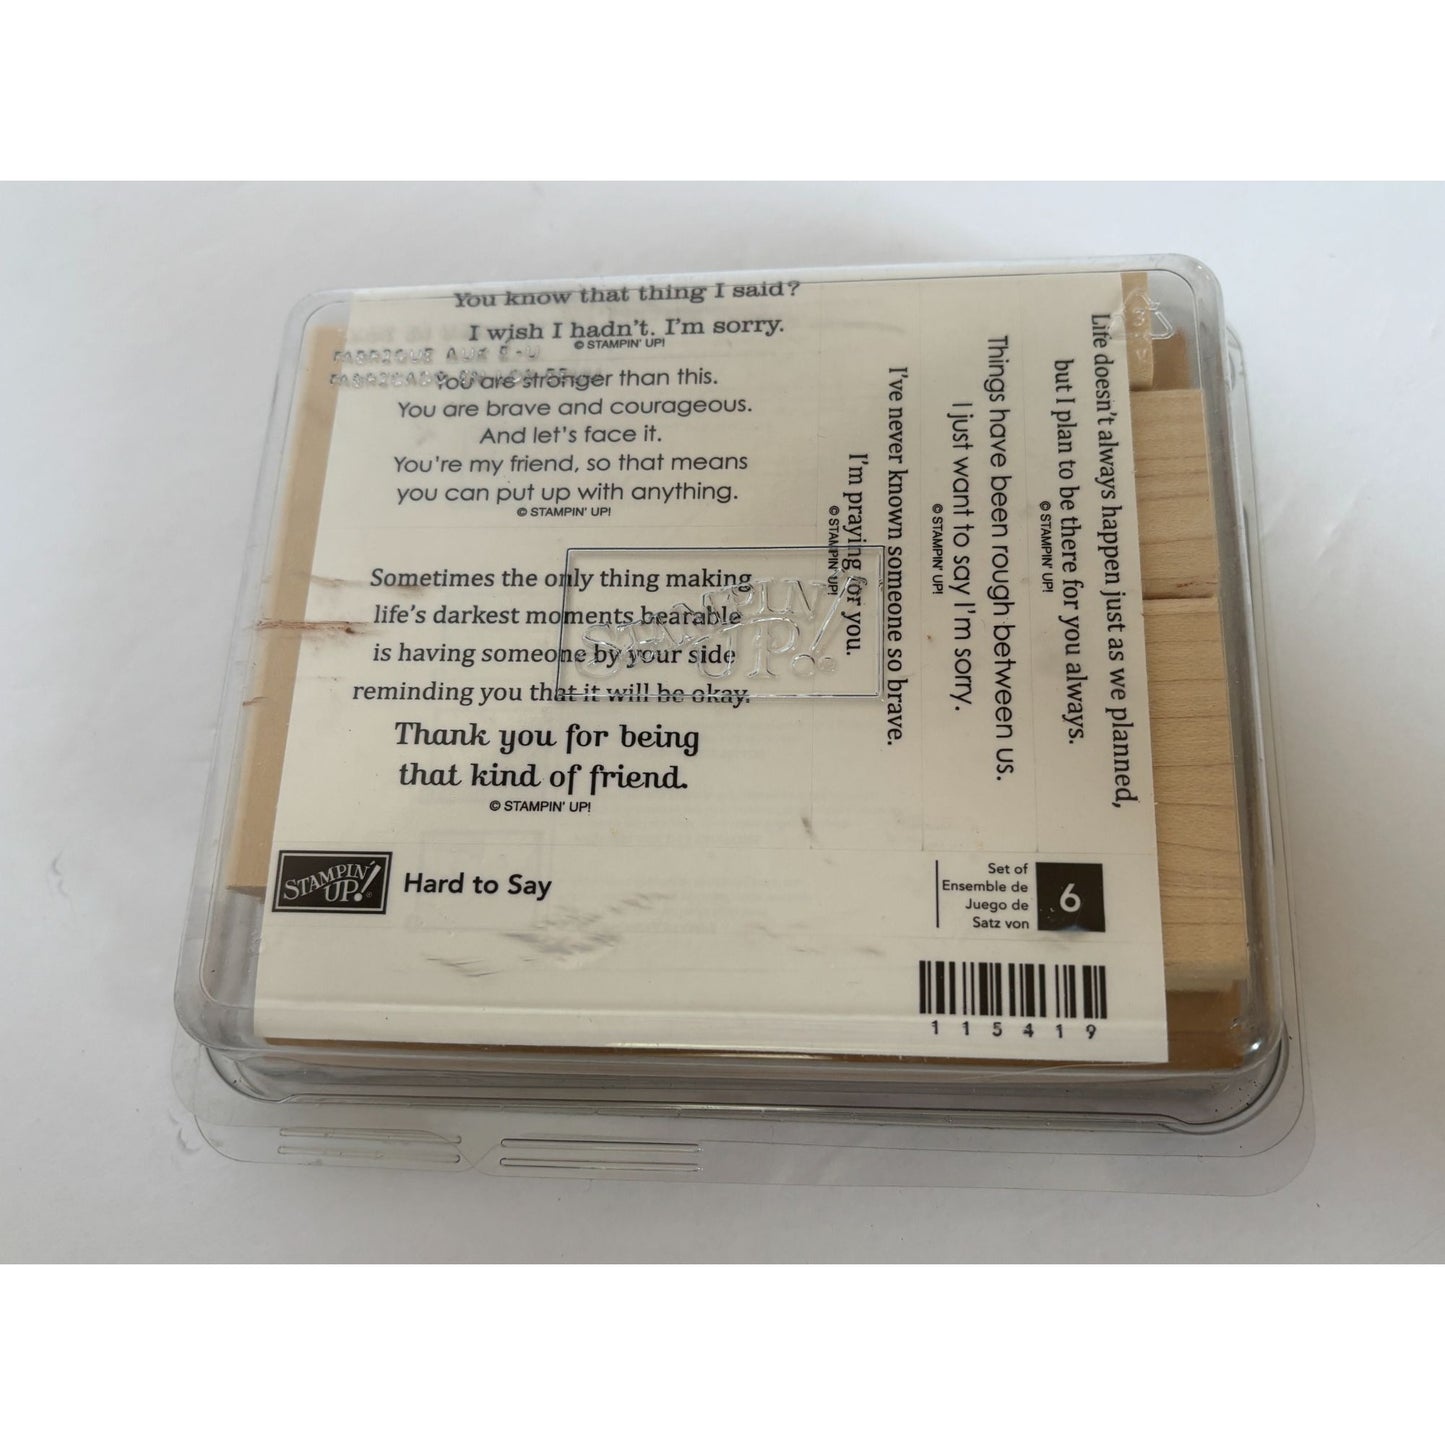 You know that thing I said?
I wish I hadn't. I'm sorry.
© STAMPIN' UP!
FABRIQUE AUX É-U
You are stronger than this.
You are brave and courageous.
And let's face it.
You're my friend, so that means
you can put up with anything.
© STAMPIN' UP!
Sometimes the only thing making
life's darkest moments bearable
is having someone by your side
reminding you that it will be okay.
Thank you for being
that kind of friend.
© STAMPIN' UP!
STAMPIN'
UP!
I've never known someone so brave.
I'm praying for you.
© STAMPIN' UP!
Things have been rough between us.
I just want to say I'm sorry.
© STAMPIN' UP!
Life doesn't always happen just as we planned,
but I plan to be there for you always.
© STAMPIN' UP!
STAMPIN'
UP!®
Hard to Say
Set of
Ensemble de
Juego de
Satz von
6
115419